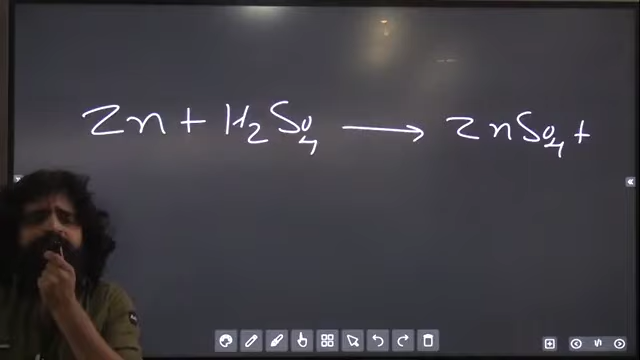 Zn + H2SO4 → ZnSO4 +